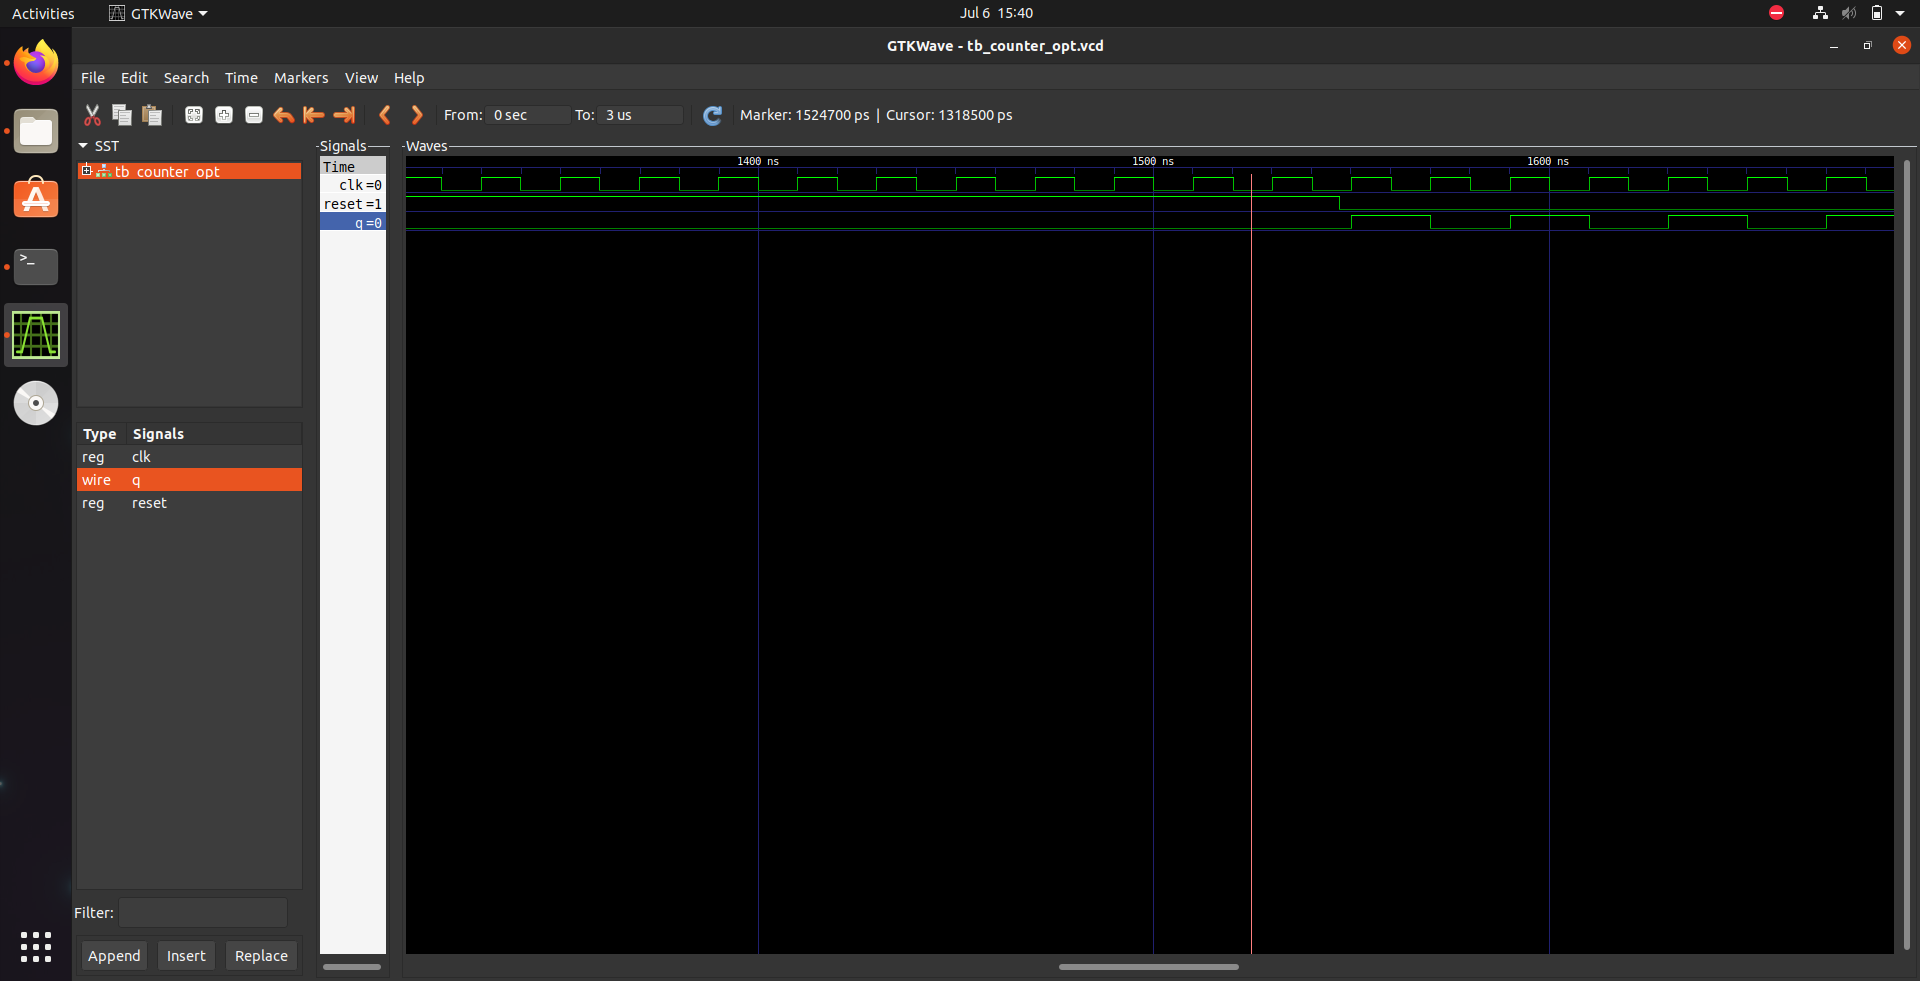 Activities GTKWave Jul 6 15:40
GTKWave - tb_counter_opt.vcd
File Edit Search Time Markers View Help
From: 0 sec To: 3 us Marker: 1524700 ps | Cursor: 1318500 ps
SST
tb_counter_opt
Type Signals
reg clk
wire q
reg reset
Filter:
Append Insert Replace
Signals
Time
clk =0
reset =1
q =0
Waves
1400 ns 1500 ns 1600 ns
>_